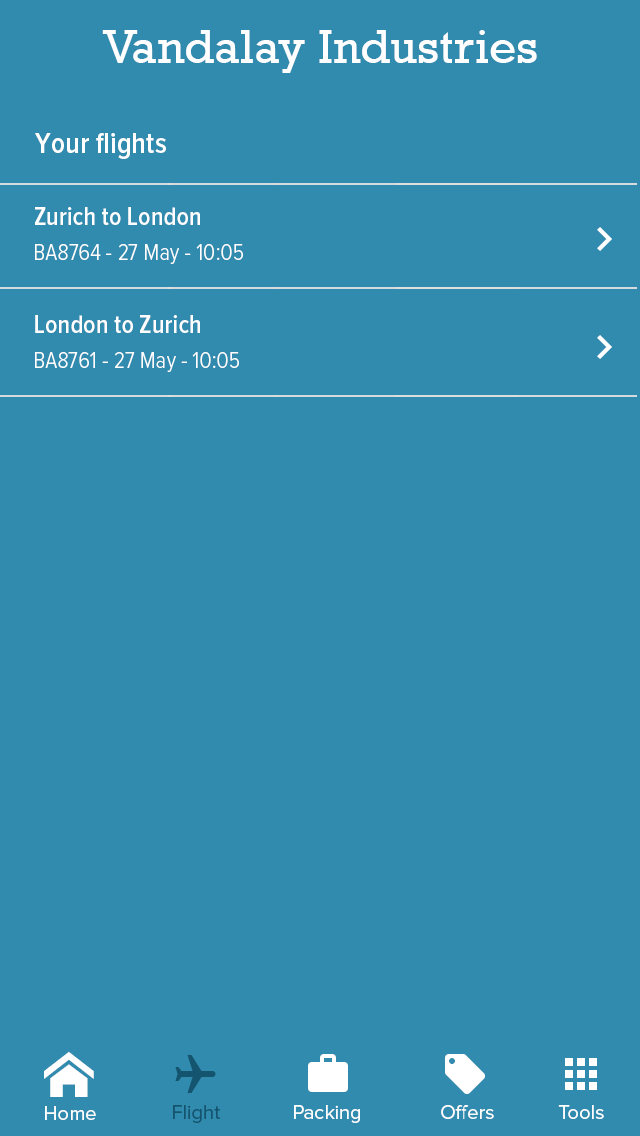 Vandalay Industries
Your flights
Zurich to London
BA8764 - 27 May - 10:05
London to Zurich
BA8761 - 27 May - 10:05
Home
Flight
Packing
Offers
Tools